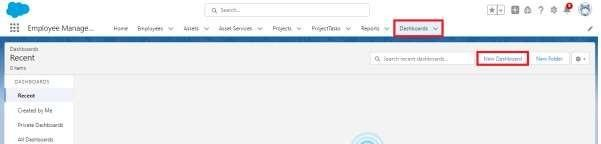 Search...
Employee Manage... Home Employees Assets Asset Services Projects ProjectTasks Reports Dashboards
Dashboards
Recent
0 items
Search recent dashboards...
New Dashboard
New Folder
DASHBOARDS
Recent
Created by Me
Private Dashboards
All Dashboards